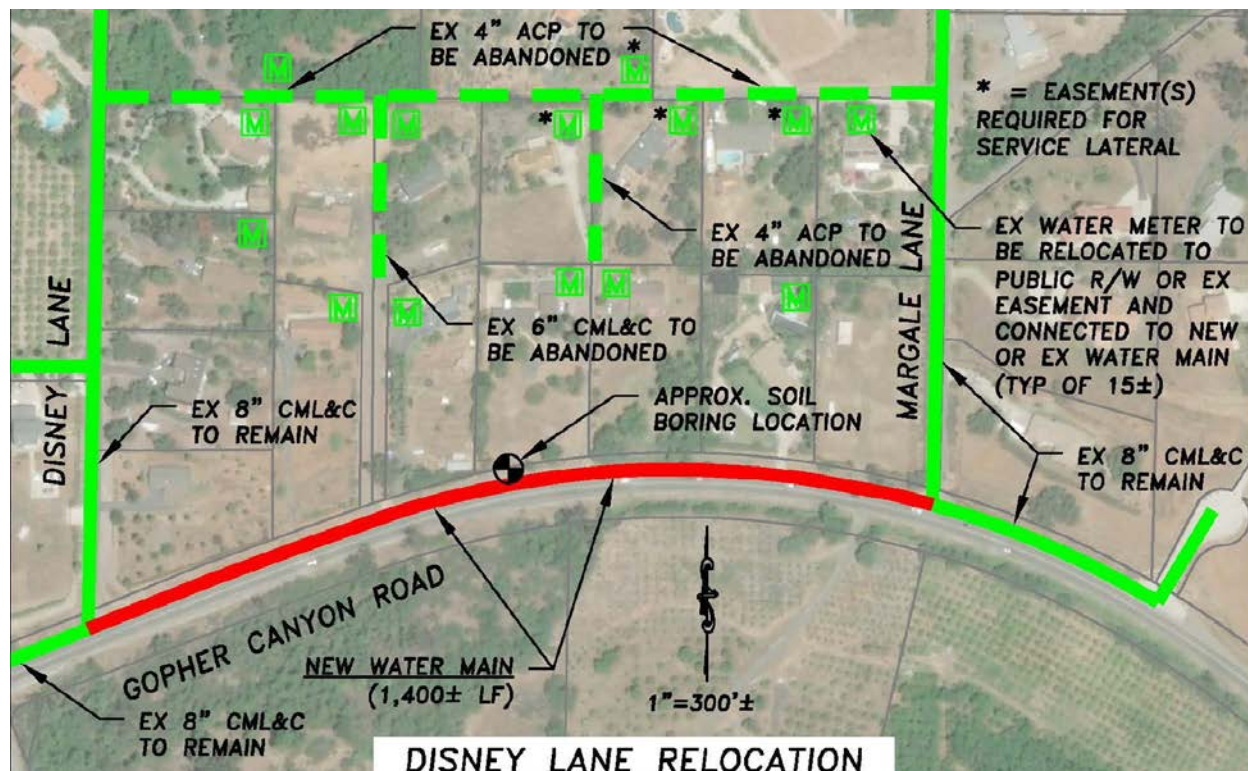 EX 4" ACP TO
BE ABANDONED
*
M
M
M
M
* M
* M
* M
M
* = EASEMENT(S)
REQUIRED FOR
SERVICE LATERAL
M
EX 4" ACP TO
BE ABANDONED
EX WATER METER TO
BE RELOCATED TO
PUBLIC R/W OR EX
EASEMENT AND
CONNECTED TO NEW
OR EX WATER MAIN
(TYP OF 15±)
M
M
M
M
M
M
EX 6" CML&C TO
BE ABANDONED
DISNEY LANE
MARGALE LANE
EX 8" CML&C
TO REMAIN
APPROX. SOIL
BORING LOCATION
EX 8" CML&C
TO REMAIN
GOPHER CANYON ROAD
NEW WATER MAIN
(1,400± LF)
1"=300'±
EX 8" CML&C
TO REMAIN
DISNEY LANE RELOCATION